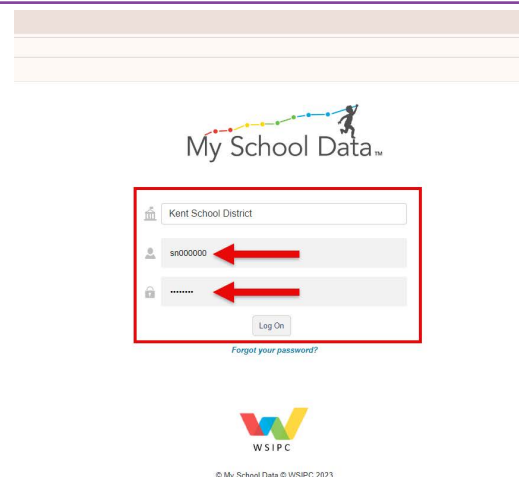 My School Data™
Kent School District
sn000000
········
Log On
Forgot your password?
WSIPC
© My School Data © WSIPC 2023